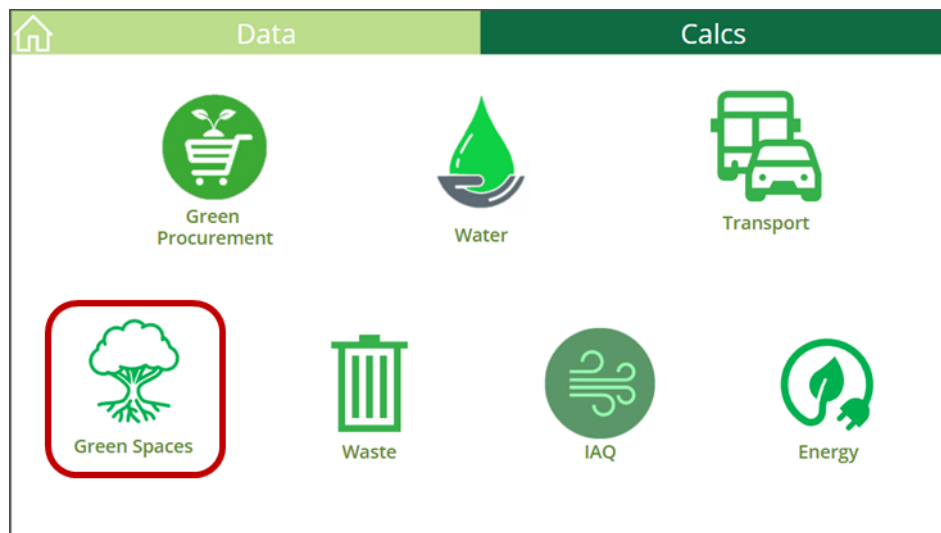 Data
Calcs
Green
Procurement
Water
Transport
Green Spaces
Waste
IAQ
Energy